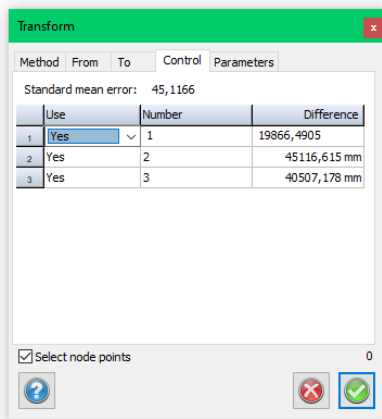 Transform
x
Method From To Control Parameters
Standard mean error: 45,1166
Use Number Difference
1 Yes 1 19866,4905
2 Yes 2 45116,615 mm
3 Yes 3 40507,178 mm
Select node points 0
?